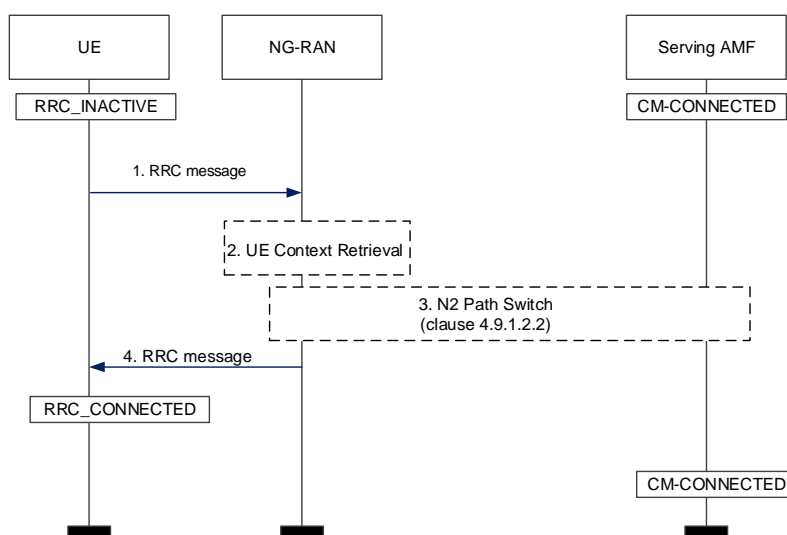 UE
NG-RAN
Serving AMF
RRC_INACTIVE
CM-CONNECTED
1. RRC message
2. UE Context Retrieval
3. N2 Path Switch
(clause 4.9.1.2.2)
4. RRC message
RRC_CONNECTED
CM-CONNECTED